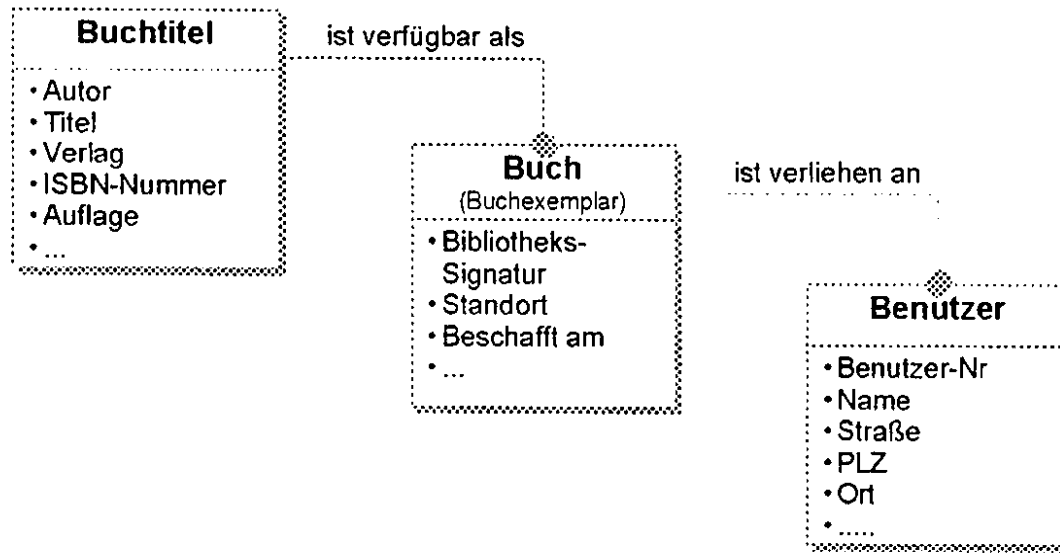 Buchtitel
• Autor
• Titel
• Verlag
• ISBN-Nummer
• Auflage
• ...
ist verfügbar als
Buch
(Buchexemplar)
• Bibliotheks-
Signatur
• Standort
• Beschafft am
• ...
ist verliehen an
Benutzer
• Benutzer-Nr
• Name
• Straße
• PLZ
• Ort
• .....